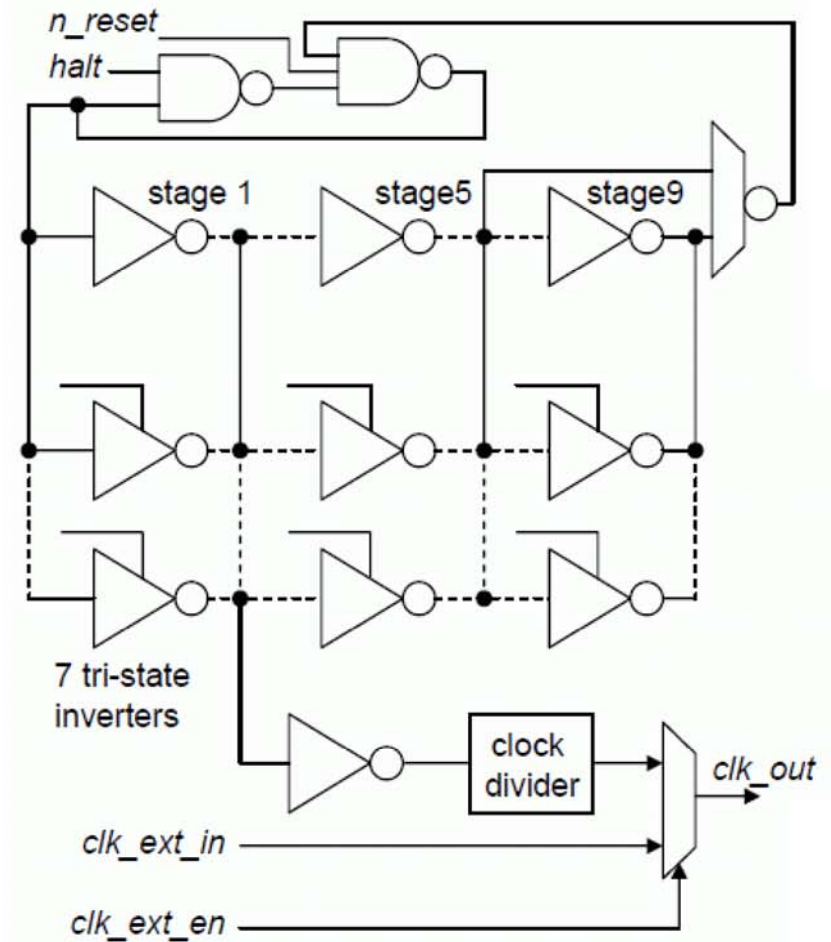 n_reset
halt
stage 1
stage5
stage9
7 tri-state
inverters
clock
divider
clk_out
clk_ext_in
clk_ext_en